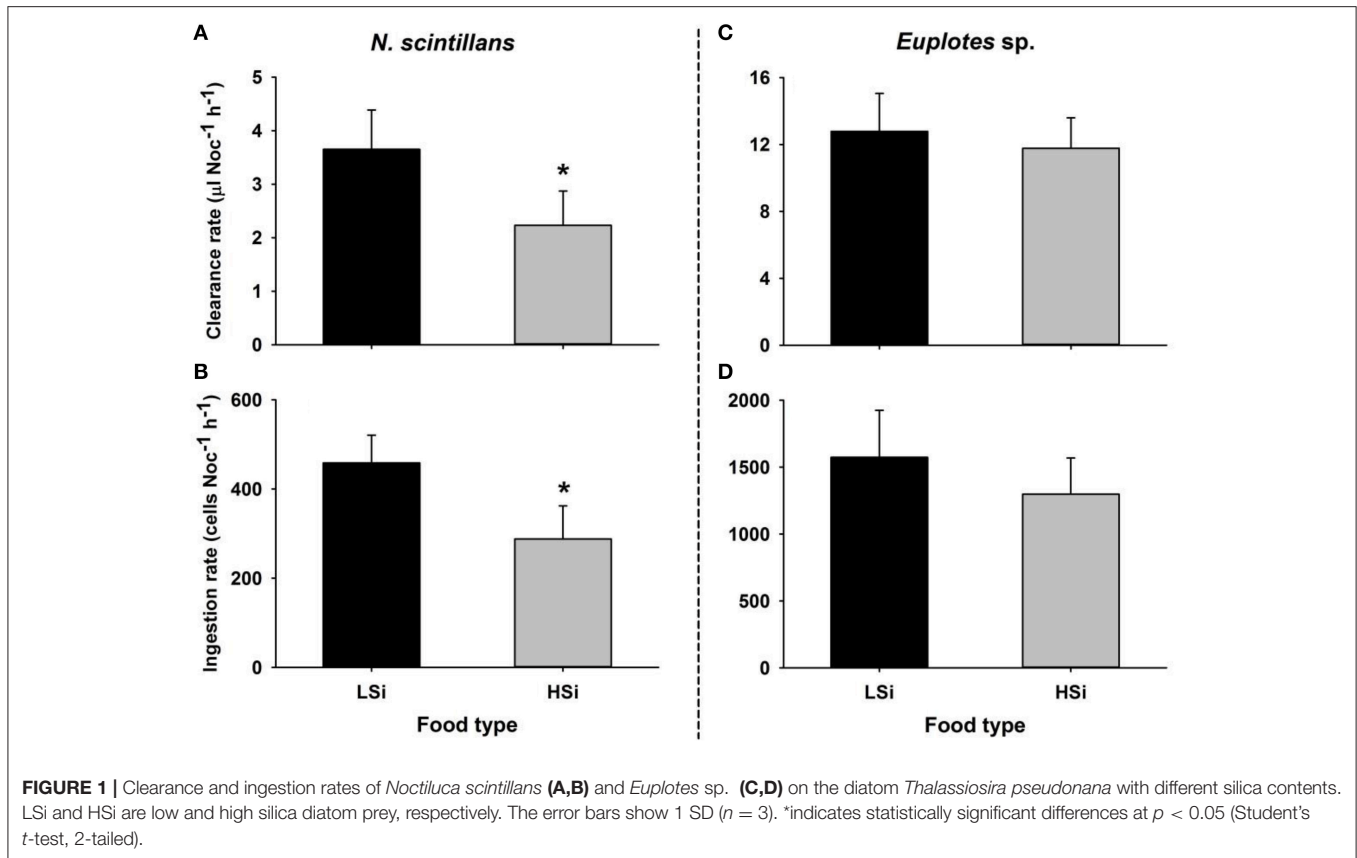 A
N. scintillans
Clearance rate (µl Noc⁻¹ h⁻¹)
5
4
3
2
1
0
*
B
Ingestion rate (cells Noc⁻¹ h⁻¹)
600
400
200
0
*
LSi HSi
Food type
C
Euplotes sp.
16
12
8
4
0
D
2000
1500
1000
500
0
LSi HSi
Food type
FIGURE 1 | Clearance and ingestion rates of Noctiluca scintillans (A,B) and Euplotes sp. (C,D) on the diatom Thalassiosira pseudonana with different silica contents.
LSi and HSi are low and high silica diatom prey, respectively. The error bars show 1 SD (n = 3). *indicates statistically significant differences at p < 0.05 (Student's
t-test, 2-tailed).